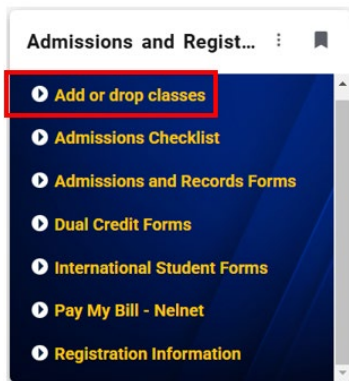 Admissions and Regist...
Add or drop classes
Admissions Checklist
Admissions and Records Forms
Dual Credit Forms
International Student Forms
Pay My Bill - Nelnet
Registration Information